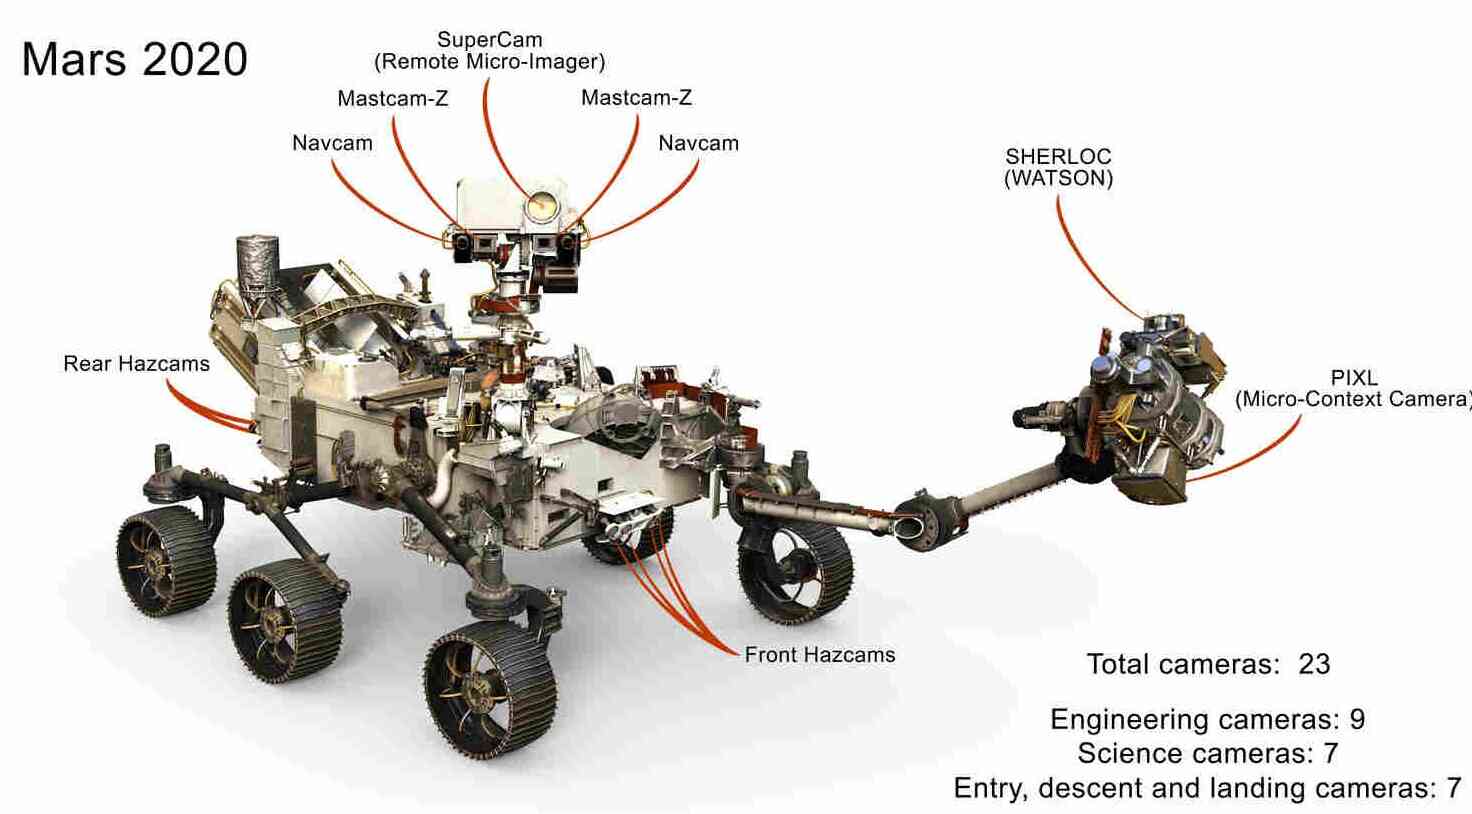 Mars 2020
SuperCam
(Remote Micro-Imager)
Mastcam-Z
Mastcam-Z
Navcam
Navcam
SHERLOC
(WATSON)
Rear Hazcams
PIXL
(Micro-Context Camera)
Front Hazcams
Total cameras: 23
Engineering cameras: 9
Science cameras: 7
Entry, descent and landing cameras: 7